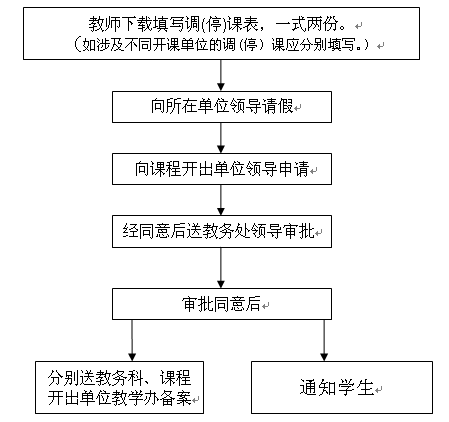 教师下载填写调(停)课表，一式两份。
（如涉及不同开课单位的调(停）课应分别填写。）
向所在单位领导请假
向课程开出单位领导申请
经同意后送教务处领导审批
审批同意后
分别送教务科、课程
开出单位教学办备案
通知学生